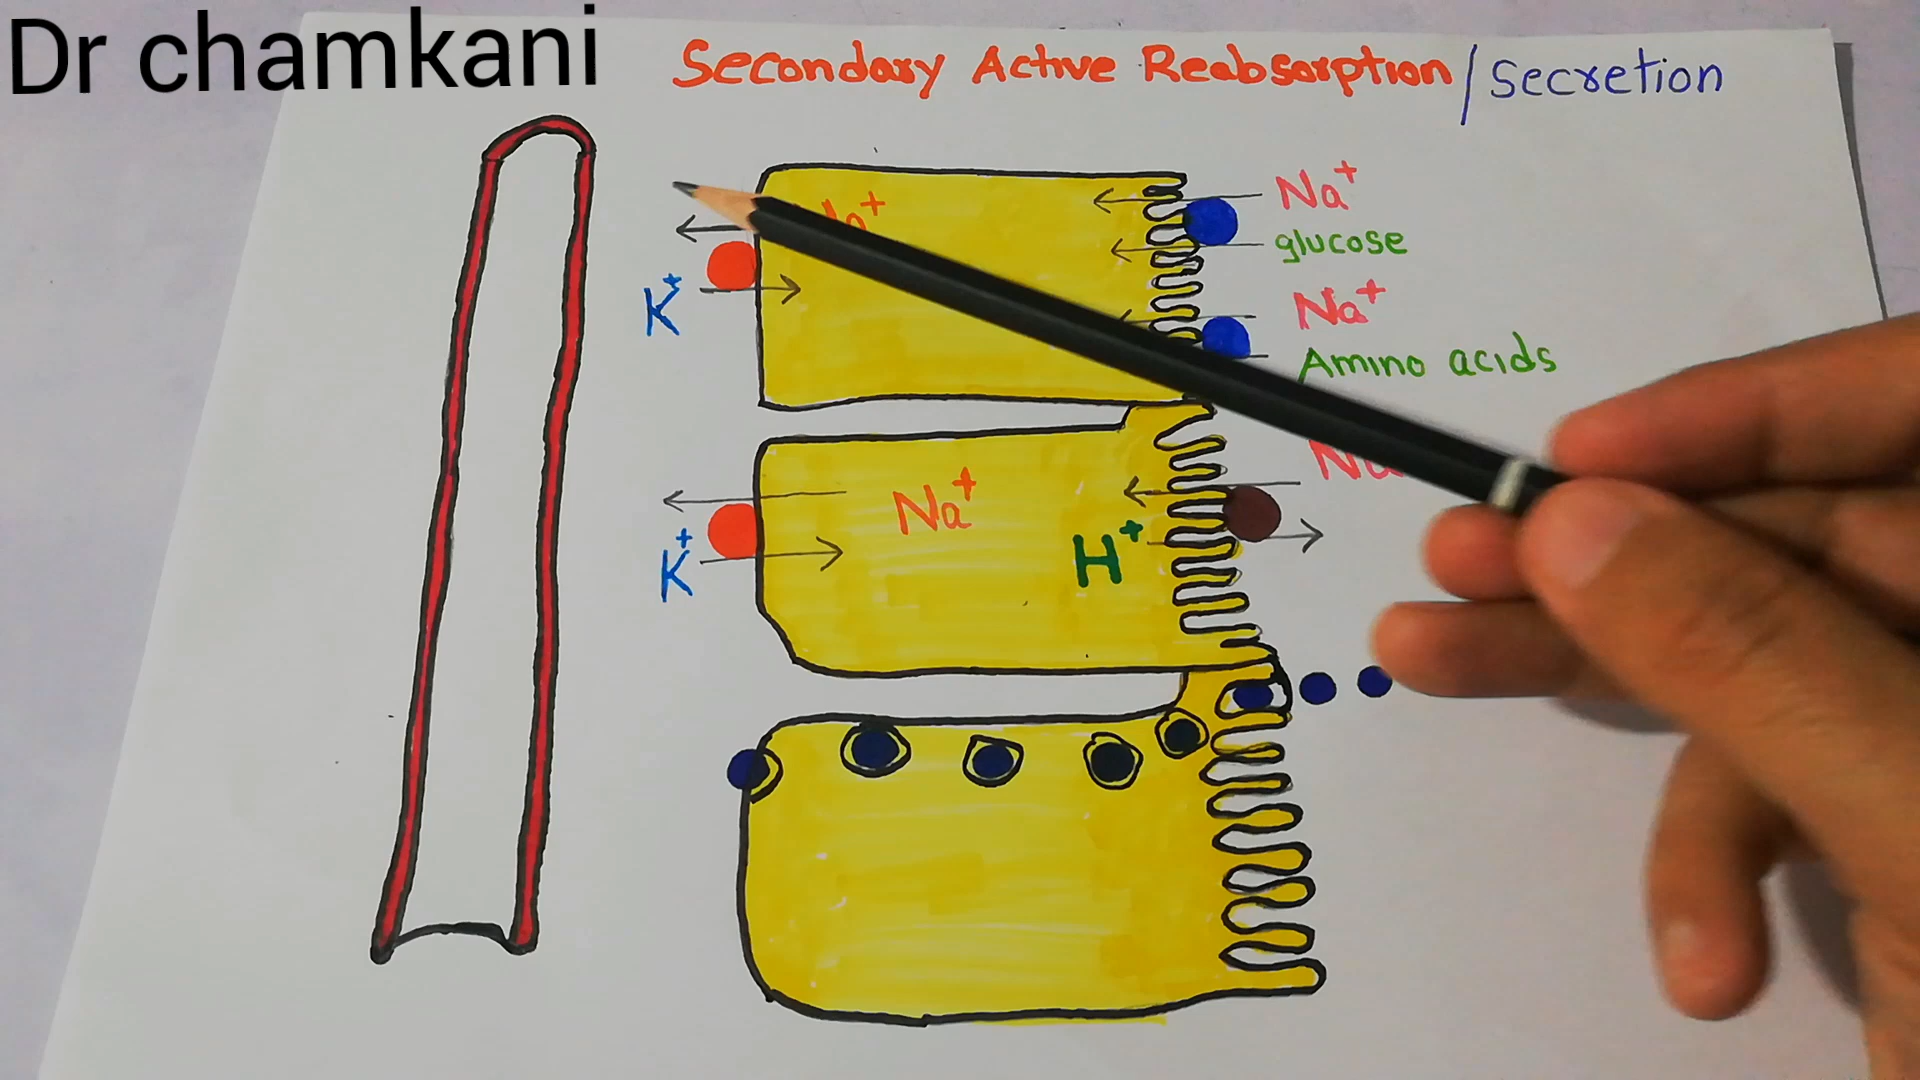 Dr chamkani
Secondary Active Reabsorption / Secretion
Na⁺
glucose
K⁺
Na⁺
Amino acids
Na⁺
H⁺
K⁺